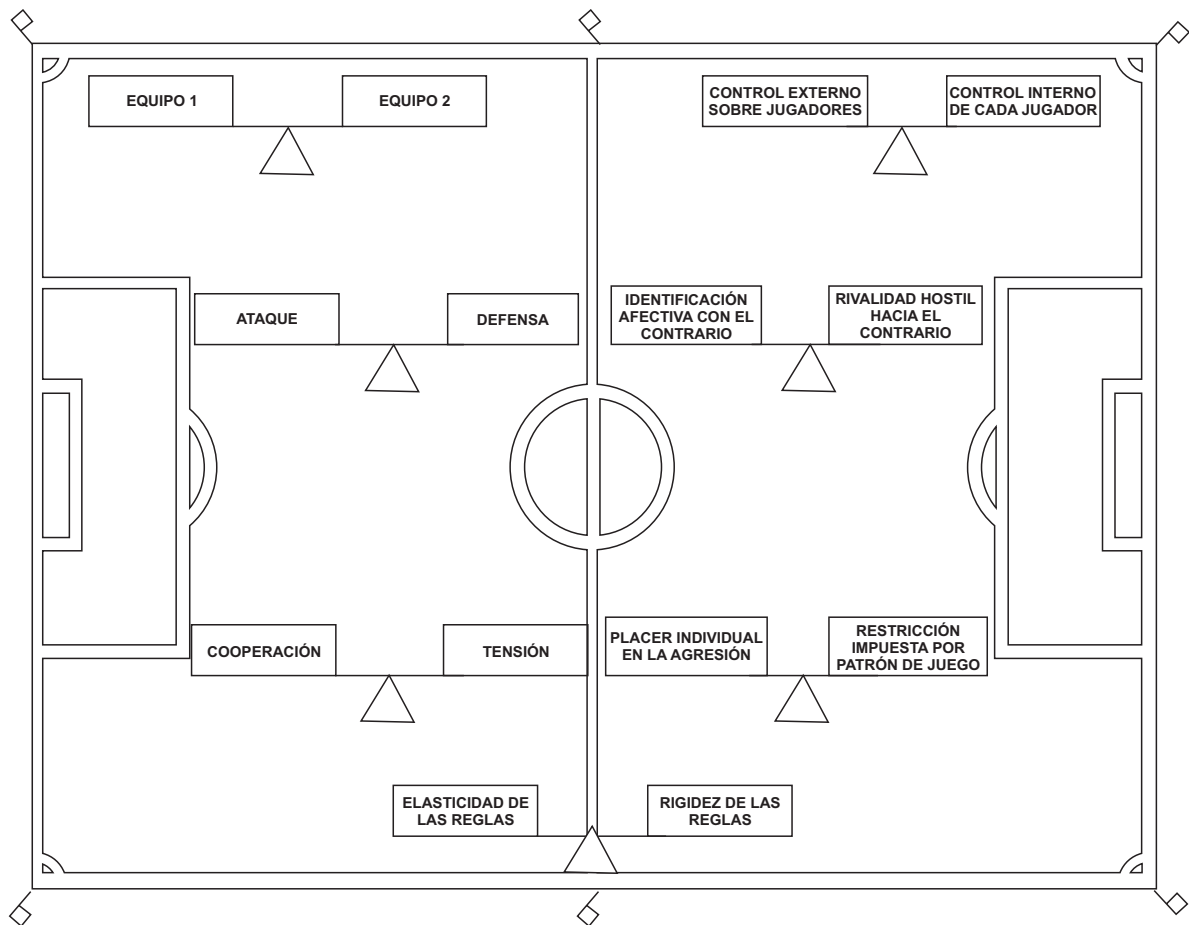 EQUIPO 1
EQUIPO 2
CONTROL EXTERNO
SOBRE JUGADORES
CONTROL INTERNO
DE CADA JUGADOR
ATAQUE
DEFENSA
IDENTIFICACIÓN
AFECTIVA CON EL
CONTRARIO
RIVALIDAD HOSTIL
HACIA EL
CONTRARIO
COOPERACIÓN
TENSIÓN
PLACER INDIVIDUAL
EN LA AGRESIÓN
RESTRICCIÓN
IMPUESTA POR
PATRÓN DE JUEGO
ELASTICIDAD DE
LAS REGLAS
RIGIDEZ DE LAS
REGLAS